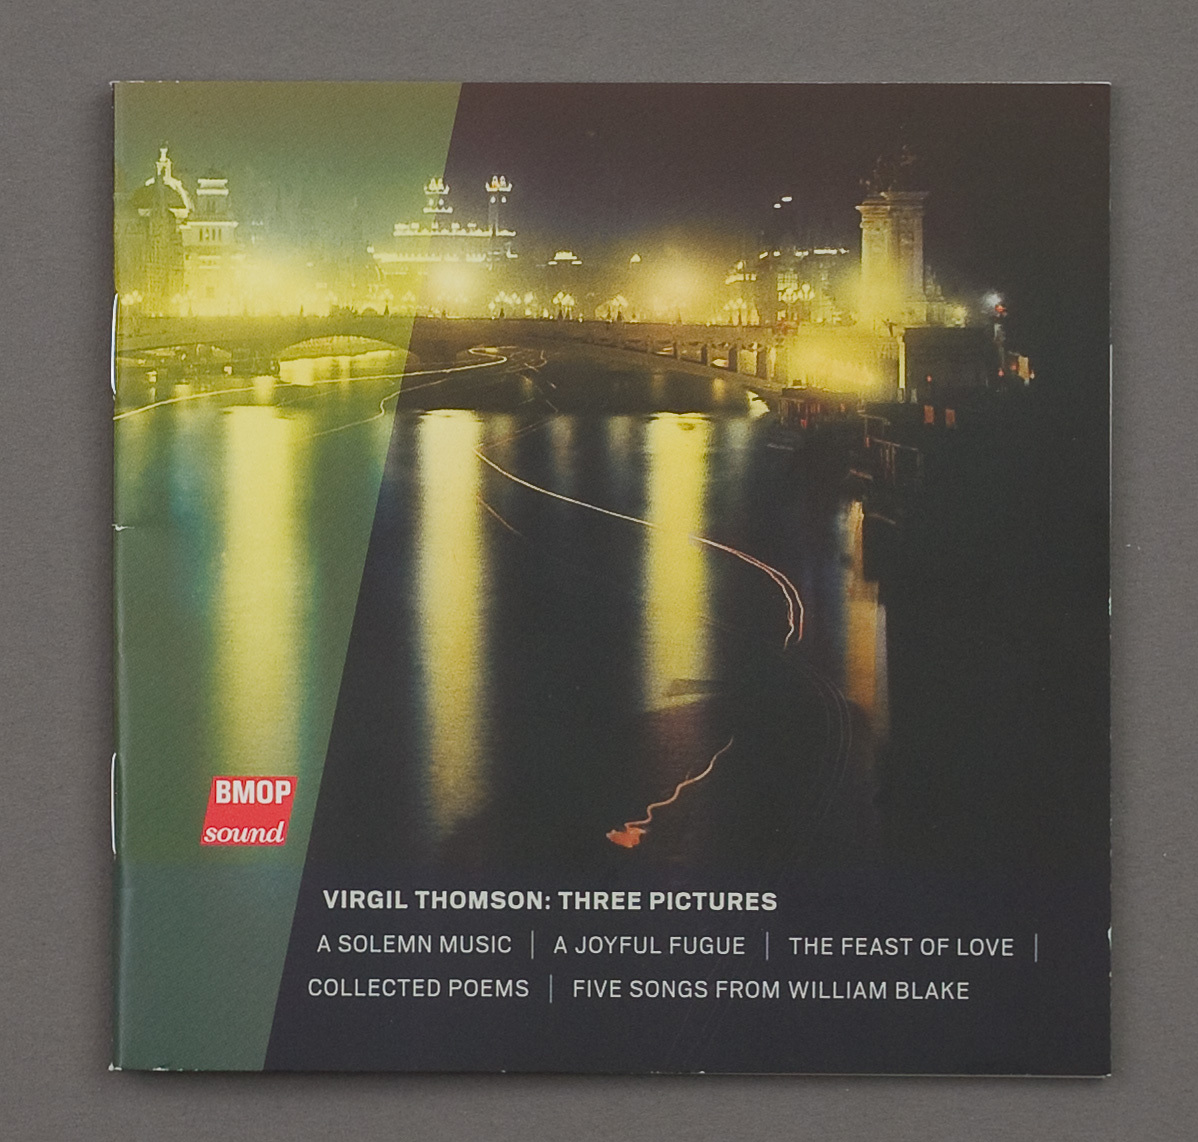 BMOP
sound
VIRGIL THOMSON: THREE PICTURES
A SOLEMN MUSIC | A JOYFUL FUGUE | THE FEAST OF LOVE |
COLLECTED POEMS | FIVE SONGS FROM WILLIAM BLAKE